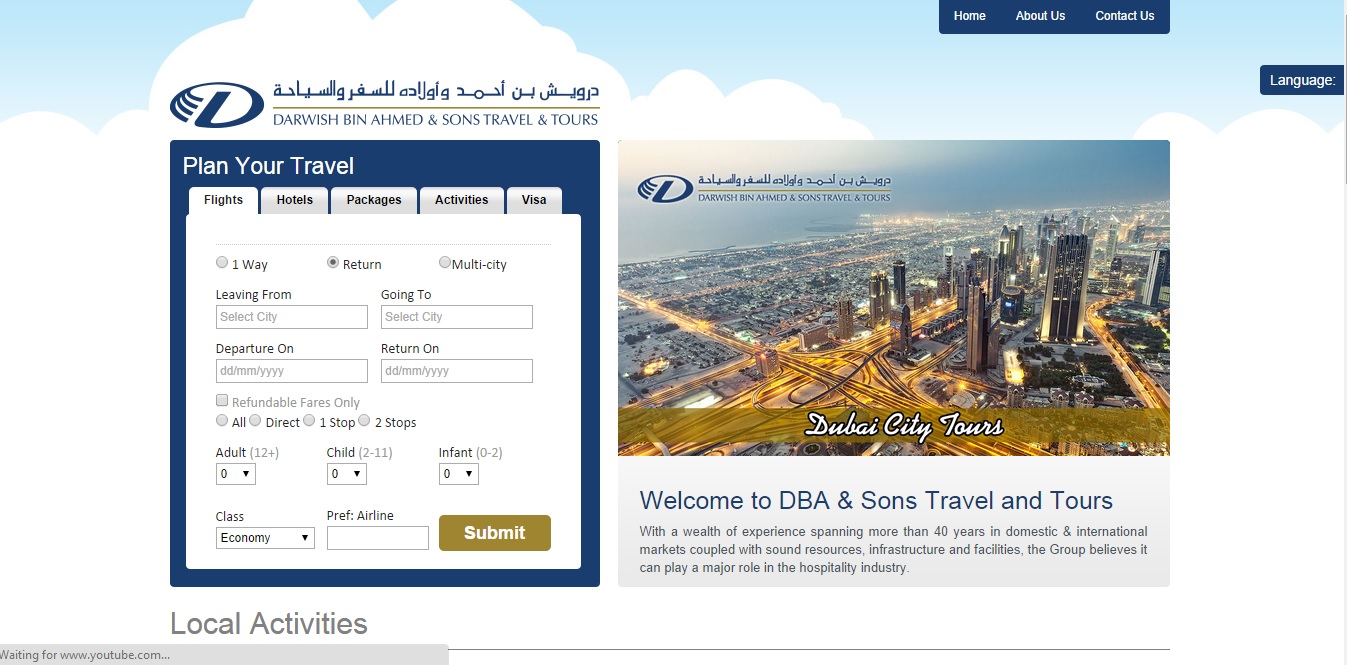 Home About Us Contact Us
Language:
درويش بن أحمد وأولاده للسفر والسياحة
DARWISH BIN AHMED & SONS TRAVEL & TOURS
Plan Your Travel
Flights Hotels Packages Activities Visa
1 Way Return Multi-city
Leaving From Going To
Select City Select City
Departure On Return On
dd/mm/yyyy dd/mm/yyyy
Refundable Fares Only
All Direct 1 Stop 2 Stops
Adult (12+) Child (2-11) Infant (0-2)
0 0 0
Class Pref: Airline
Economy Submit
درويش بن أحمد وأولاده للسفر والسياحة
DARWISH BIN AHMED & SONS TRAVEL & TOURS
Dubai City Tours
Welcome to DBA & Sons Travel and Tours
With a wealth of experience spanning more than 40 years in domestic & international
markets coupled with sound resources, infrastructure and facilities, the Group believes it
can play a major role in the hospitality industry.
Local Activities
Waiting for www.youtube.com...